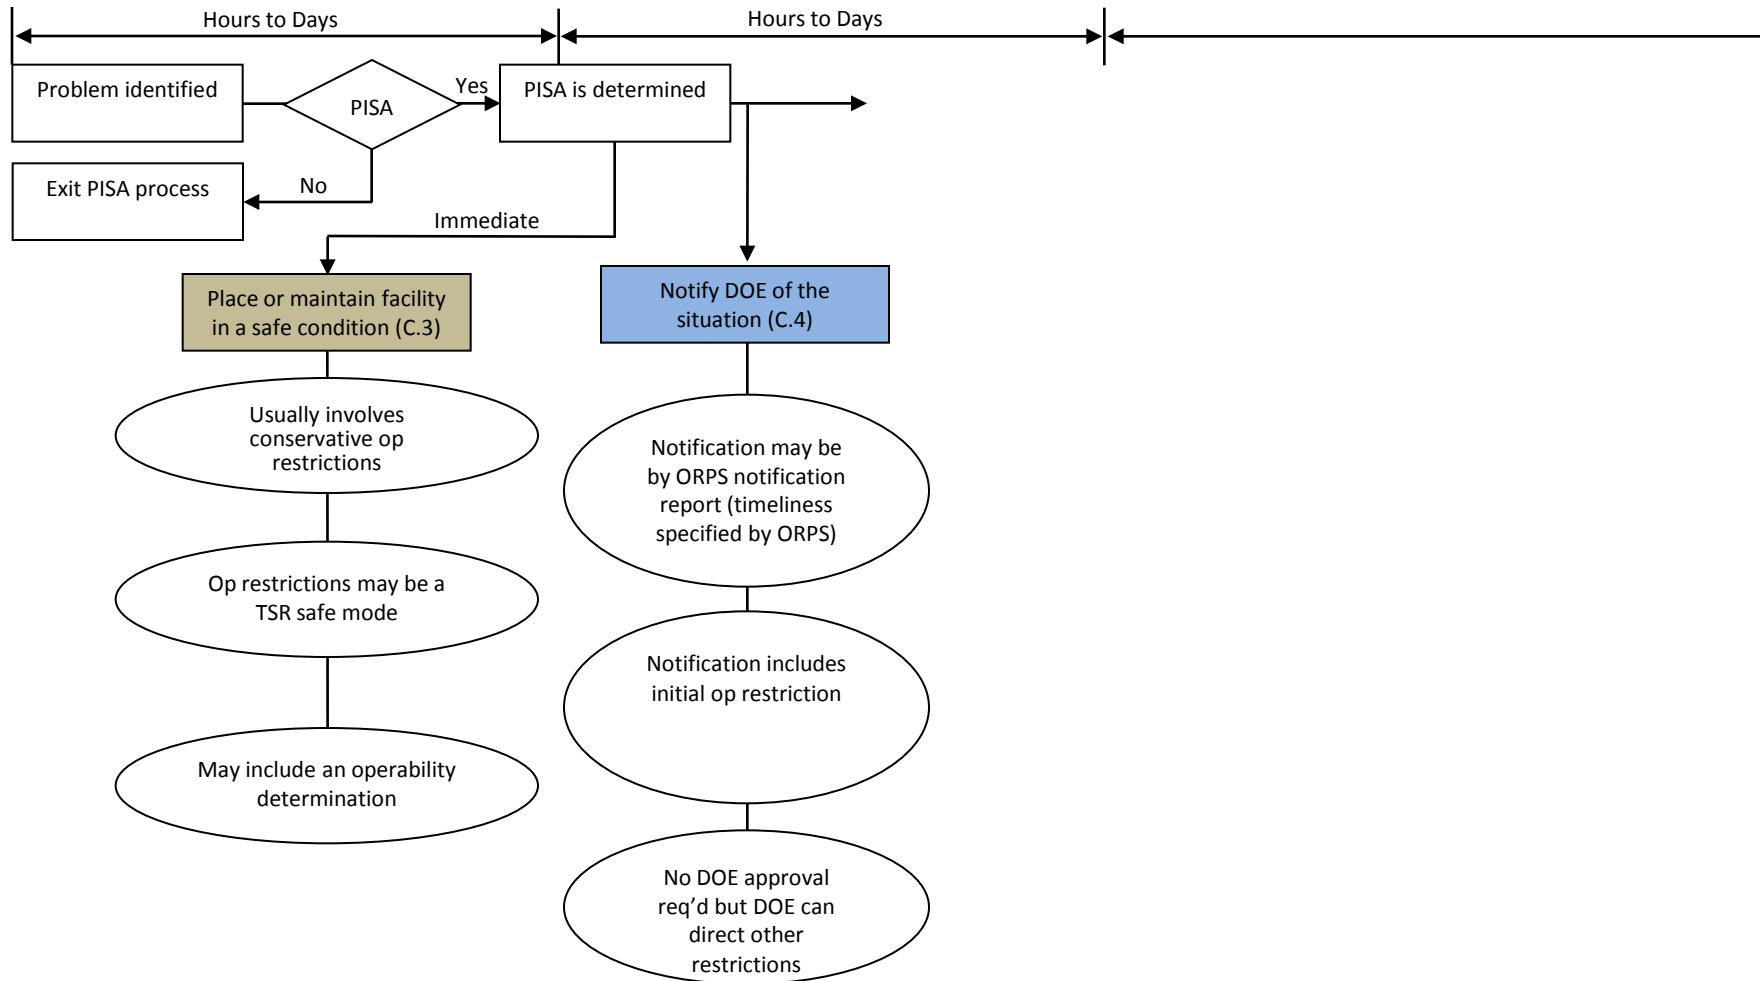 Hours to Days
Hours to Days
Problem identified
PISA
Yes
PISA is determined
Exit PISA process
No
Immediate
Place or maintain facility
in a safe condition (C.3)
Notify DOE of the
situation (C.4)
Usually involves
conservative op
restrictions
Op restrictions may be a
TSR safe mode
May include an operability
determination
Notification may be
by ORPS notification
report (timeliness
specified by ORPS)
Notification includes
initial op restriction
No DOE approval
req’d but DOE can
direct other
restrictions